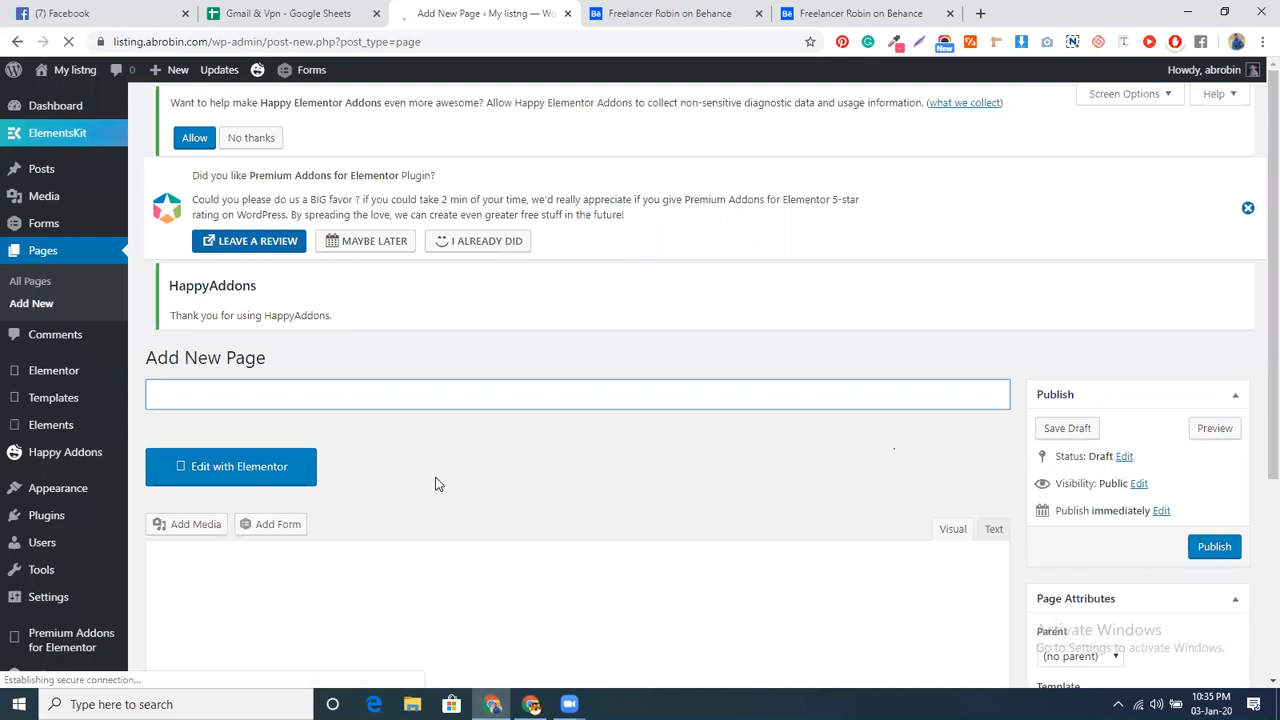 (7) Facebook
Gmail & Vpn - Google Sheets
Add New Page ‹ My listng — Wo
Freelancer Robin on Behance
Freelancer Robin on Behance
listing.abrobin.com/wp-admin/post-new.php?post_type=page
New
My listng
0
New
Updates
Forms
Howdy, abrobin
Dashboard
ElementsKit
Posts
Media
Forms
Pages
All Pages
Add New
Comments
Elementor
Templates
Elements
Happy Addons
Appearance
Plugins
Users
Tools
Settings
Premium Addons
for Elementor
Screen Options
Help
Want to help make Happy Elementor Addons even more awesome? Allow Happy Elementor Addons to collect non-sensitive diagnostic data and usage information. (what we collect)
Allow
No thanks
Did you like Premium Addons for Elementor Plugin?
Could you please do us a BIG favor ? if you could take 2 min of your time, we'd really appreciate if you give Premium Addons for Elementor 5-star
rating on WordPress. By spreading the love, we can create even greater free stuff in the future!
LEAVE A REVIEW
MAYBE LATER
I ALREADY DID
HappyAddons
Thank you for using HappyAddons.
Add New Page
Edit with Elementor
Add Media
Add Form
Visual
Text
Publish
Save Draft
Preview
Status: Draft Edit
Visibility: Public Edit
Publish immediately Edit
Publish
Page Attributes
Parent
(no parent)
Template
Activate Windows
Go to Settings to activate Windows.
Establishing secure connection...
Type here to search
10:35 PM
03-Jan-20